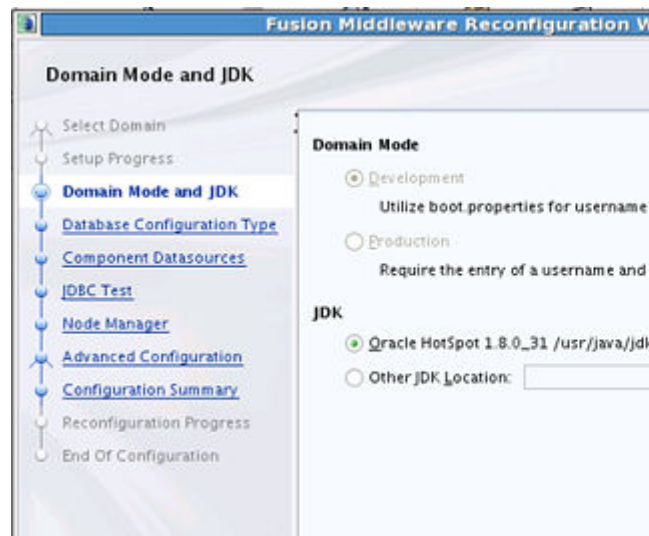 Fusion Middleware Reconfiguration
Domain Mode and JDK
Select Domain
Setup Progress
Domain Mode and JDK
Database Configuration Type
Component Datasources
JDBC Test
Node Manager
Advanced Configuration
Configuration Summary
Reconfiguration Progress
End Of Configuration
Domain Mode
Development
Utilize boot.properties for username
Production
Require the entry of a username and
JDK
Oracle HotSpot 1.8.0_31 /usr/java/jdk
Other JDK Location: